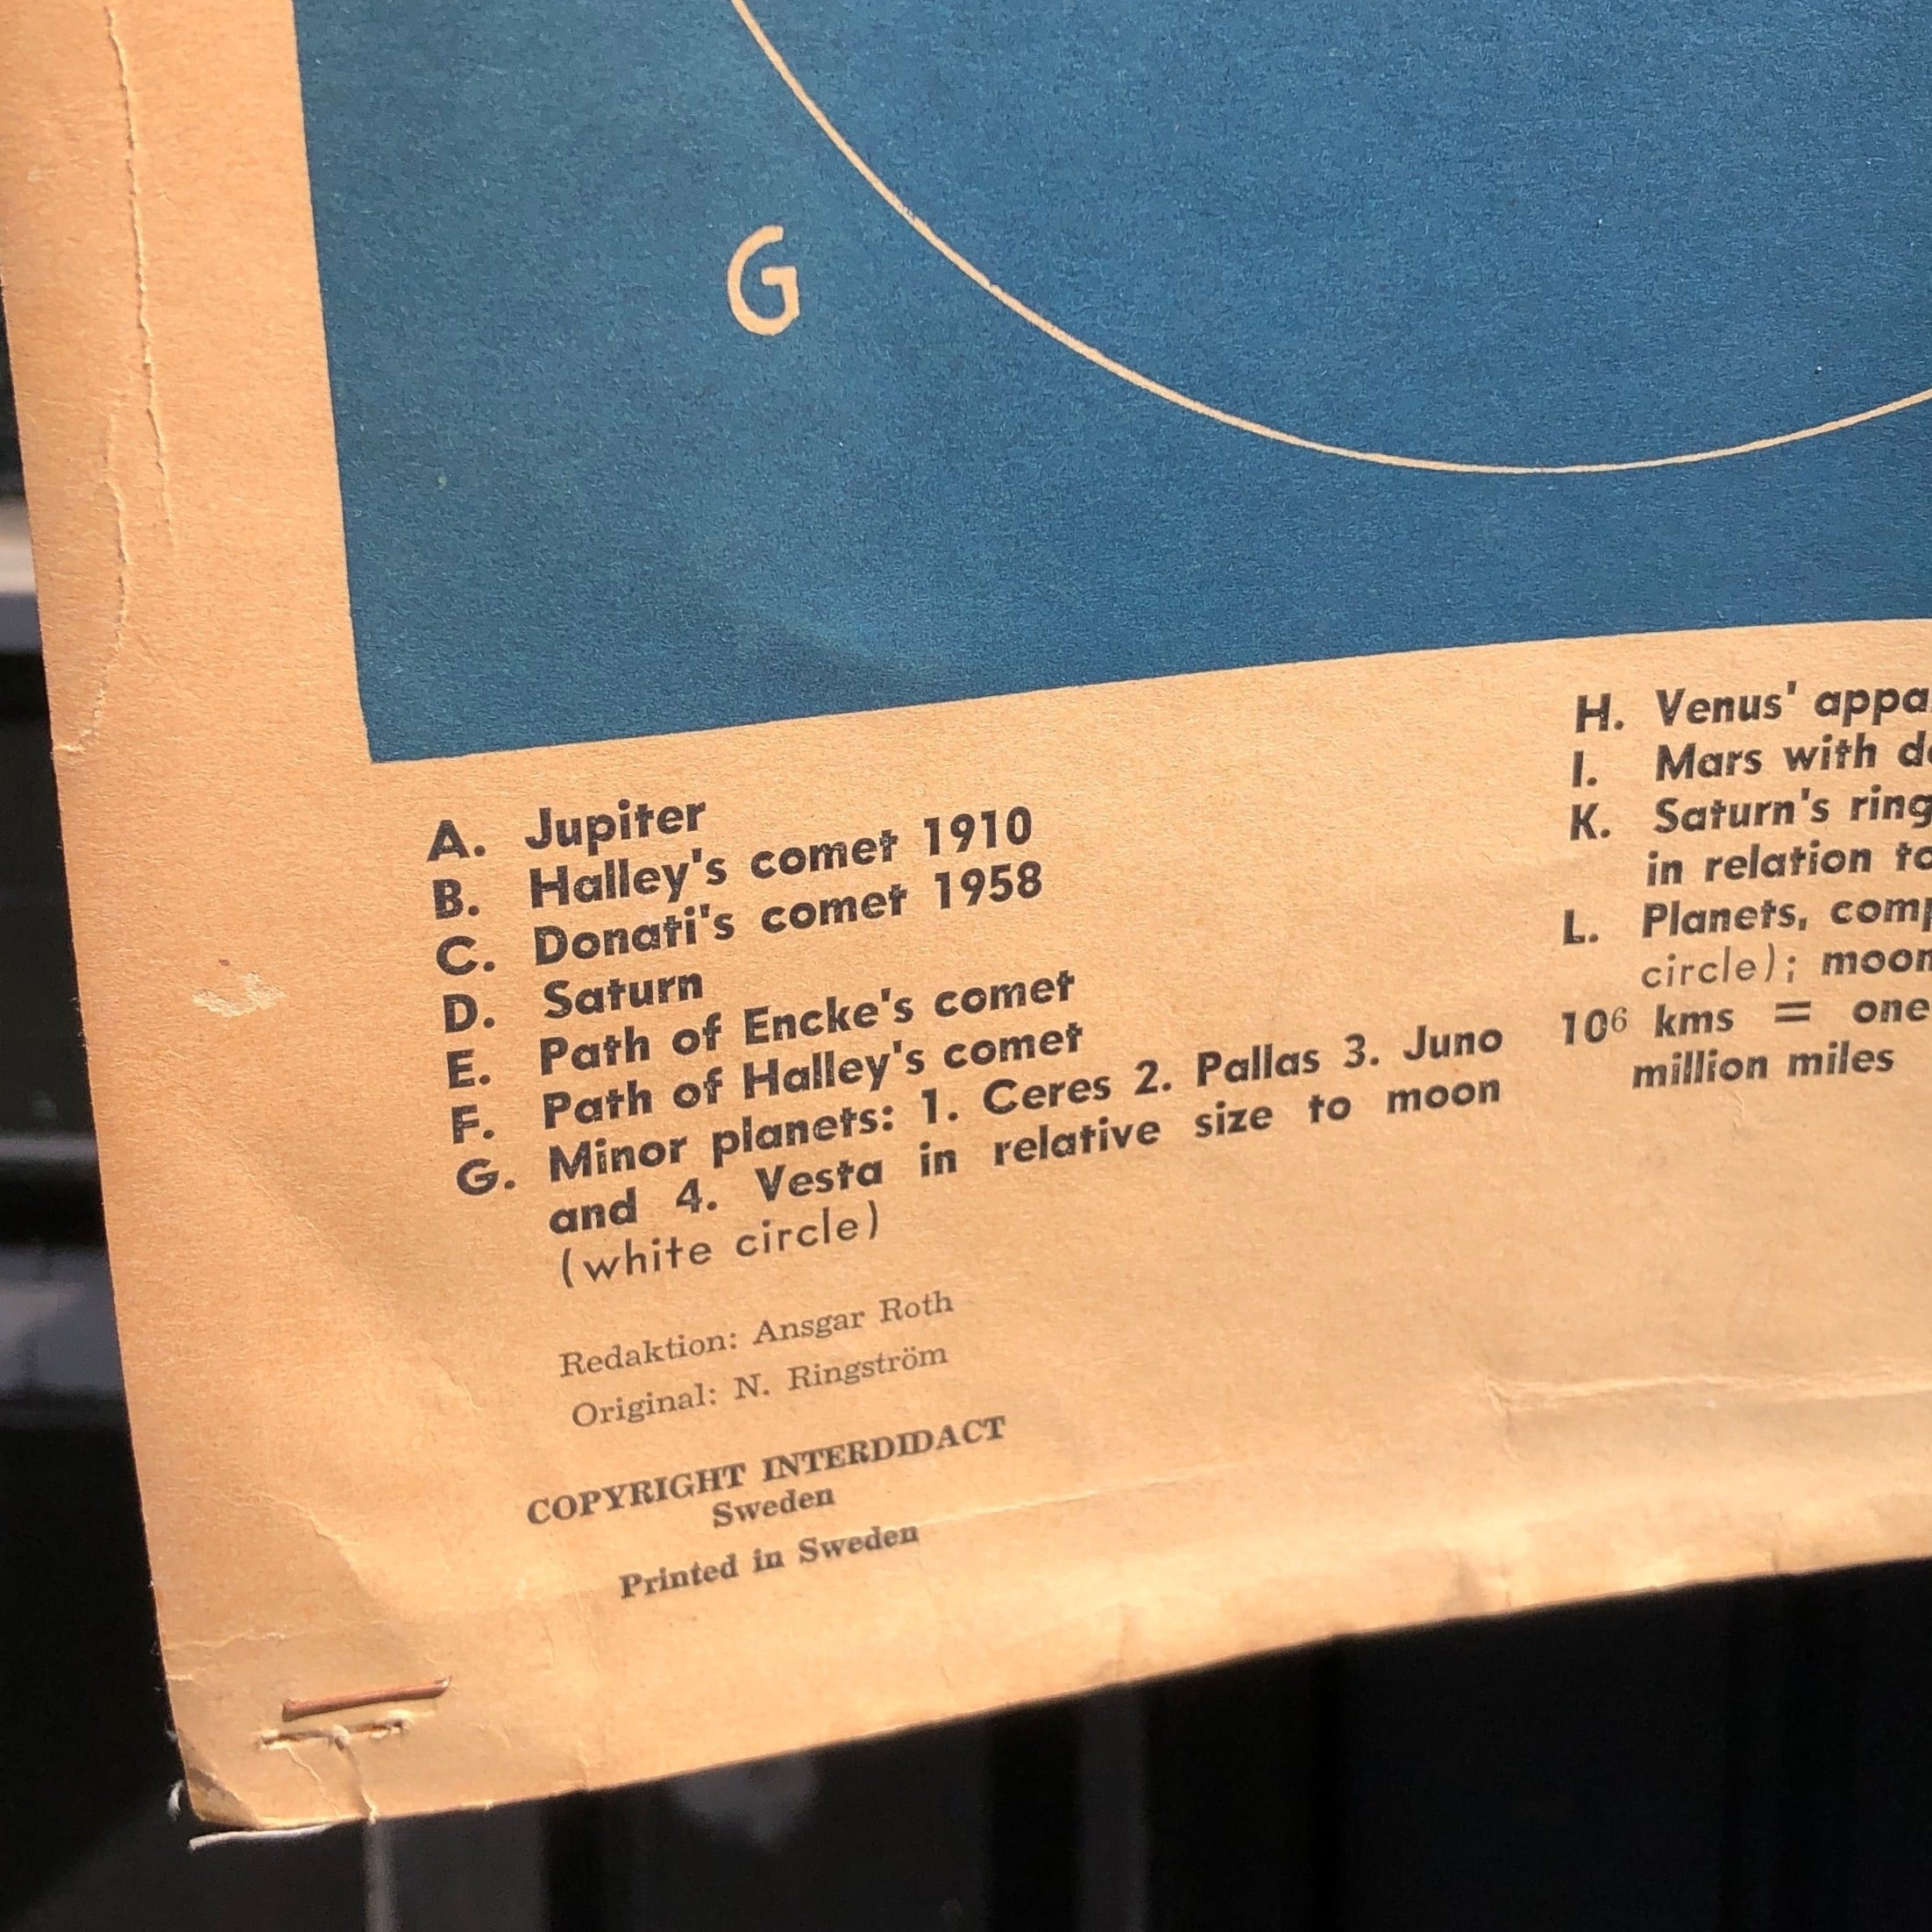 G
A. Jupiter
B. Halley's comet 1910
C. Donati's comet 1958
D. Saturn
E. Path of Encke's comet
F. Path of Halley's comet
G. Minor planets: 1. Ceres 2. Pallas 3. Juno
and 4. Vesta in relative size to moon
(white circle)
H. Venus'
I. Mars with
K. Saturn's ring
in relation
L. Planets,
circle); moon
10⁶ kms = one
million miles
Redaktion: Ansgar Roth
Original: N. Ringström
COPYRIGHT INTERDIDACT
Sweden
Printed in Sweden